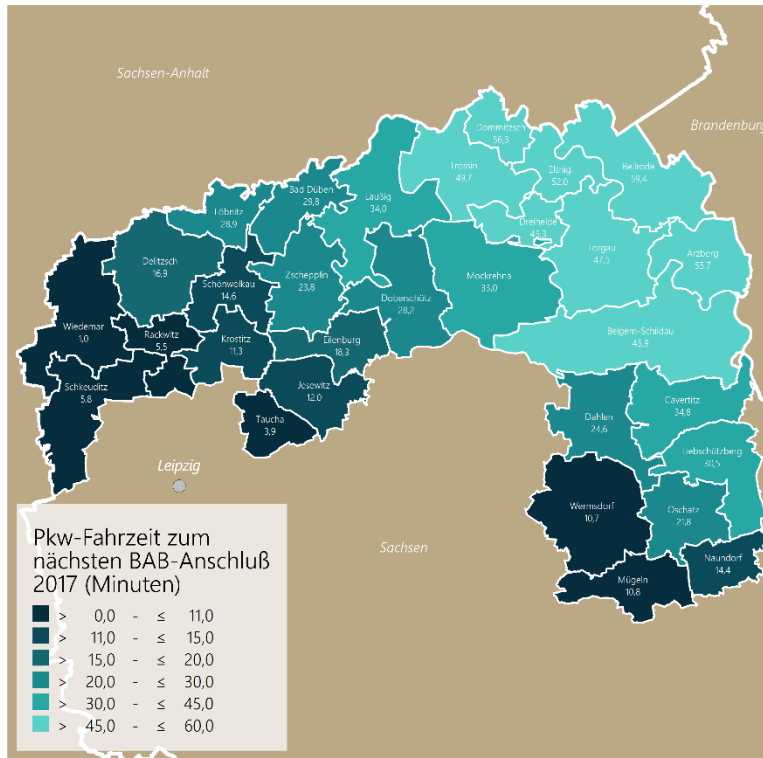 Sachsen-Anhalt
Brandenburg
Dommitzsch
56,3
Trossin
49,7
Elsnig
52,0
Beilrode
59,4
Bad Düben
29,8
Laußig
34,0
Löbnitz
28,9
Dreiheide
45,3
Torgau
47,5
Arzberg
55,7
Delitzsch
16,9
Schönwölkau
14,6
Zschepplin
23,8
Mockrehna
33,0
Doberschütz
28,2
Wiedemar
1,0
Rackwitz
5,5
Krostitz
11,3
Eilenburg
18,3
Belgern-Schildau
45,9
Schkeuditz
5,8
Jesewitz
12,0
Taucha
3,9
Cavertitz
34,8
Dahlen
24,6
Liebschützberg
30,5
Leipzig
Wermsdorf
10,7
Oschatz
21,8
Sachsen
Naundorf
14,4
Mügeln
10,8
Pkw-Fahrzeit zum
nächsten BAB-Anschluß
2017 (Minuten)
> 0,0 - ≤ 11,0
> 11,0 - ≤ 15,0
> 15,0 - ≤ 20,0
> 20,0 - ≤ 30,0
> 30,0 - ≤ 45,0
> 45,0 - ≤ 60,0